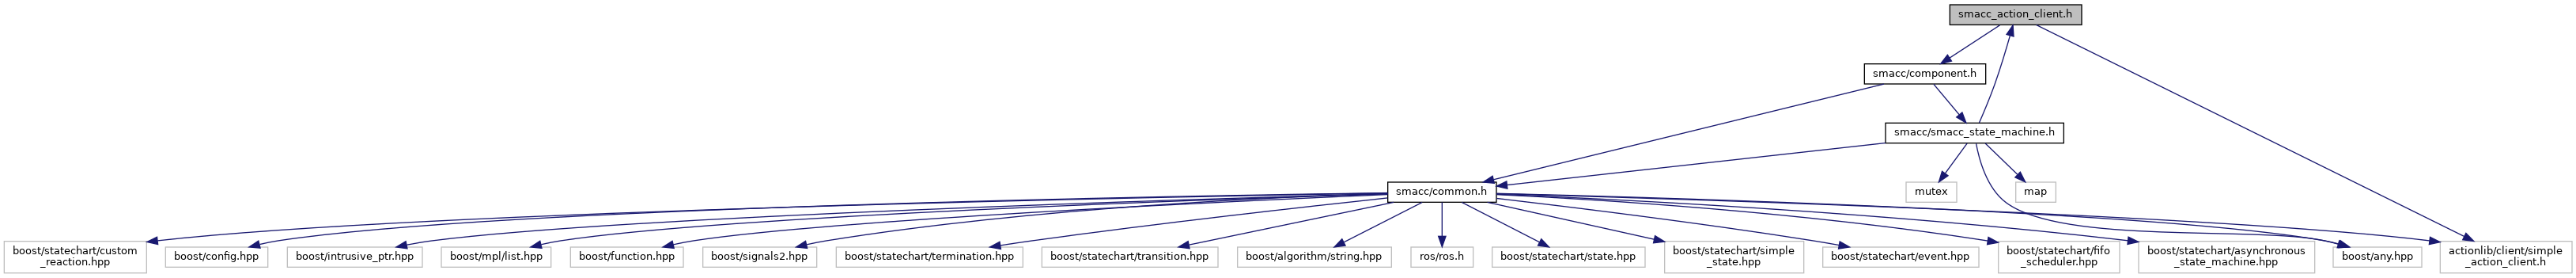 smacc_action_client.h
smacc/component.h
smacc/smacc_state_machine.h
smacc/common.h
mutex
map
boost/statechart/custom
_reaction.hpp
boost/config.hpp
boost/intrusive_ptr.hpp
boost/mpl/list.hpp
boost/function.hpp
boost/signals2.hpp
boost/statechart/termination.hpp
boost/statechart/transition.hpp
boost/algorithm/string.hpp
ros/ros.h
boost/statechart/state.hpp
boost/statechart/simple
_state.hpp
boost/statechart/event.hpp
boost/statechart/fifo
_scheduler.hpp
boost/statechart/asynchronous
_state_machine.hpp
boost/any.hpp
actionlib/client/simple
_action_client.h